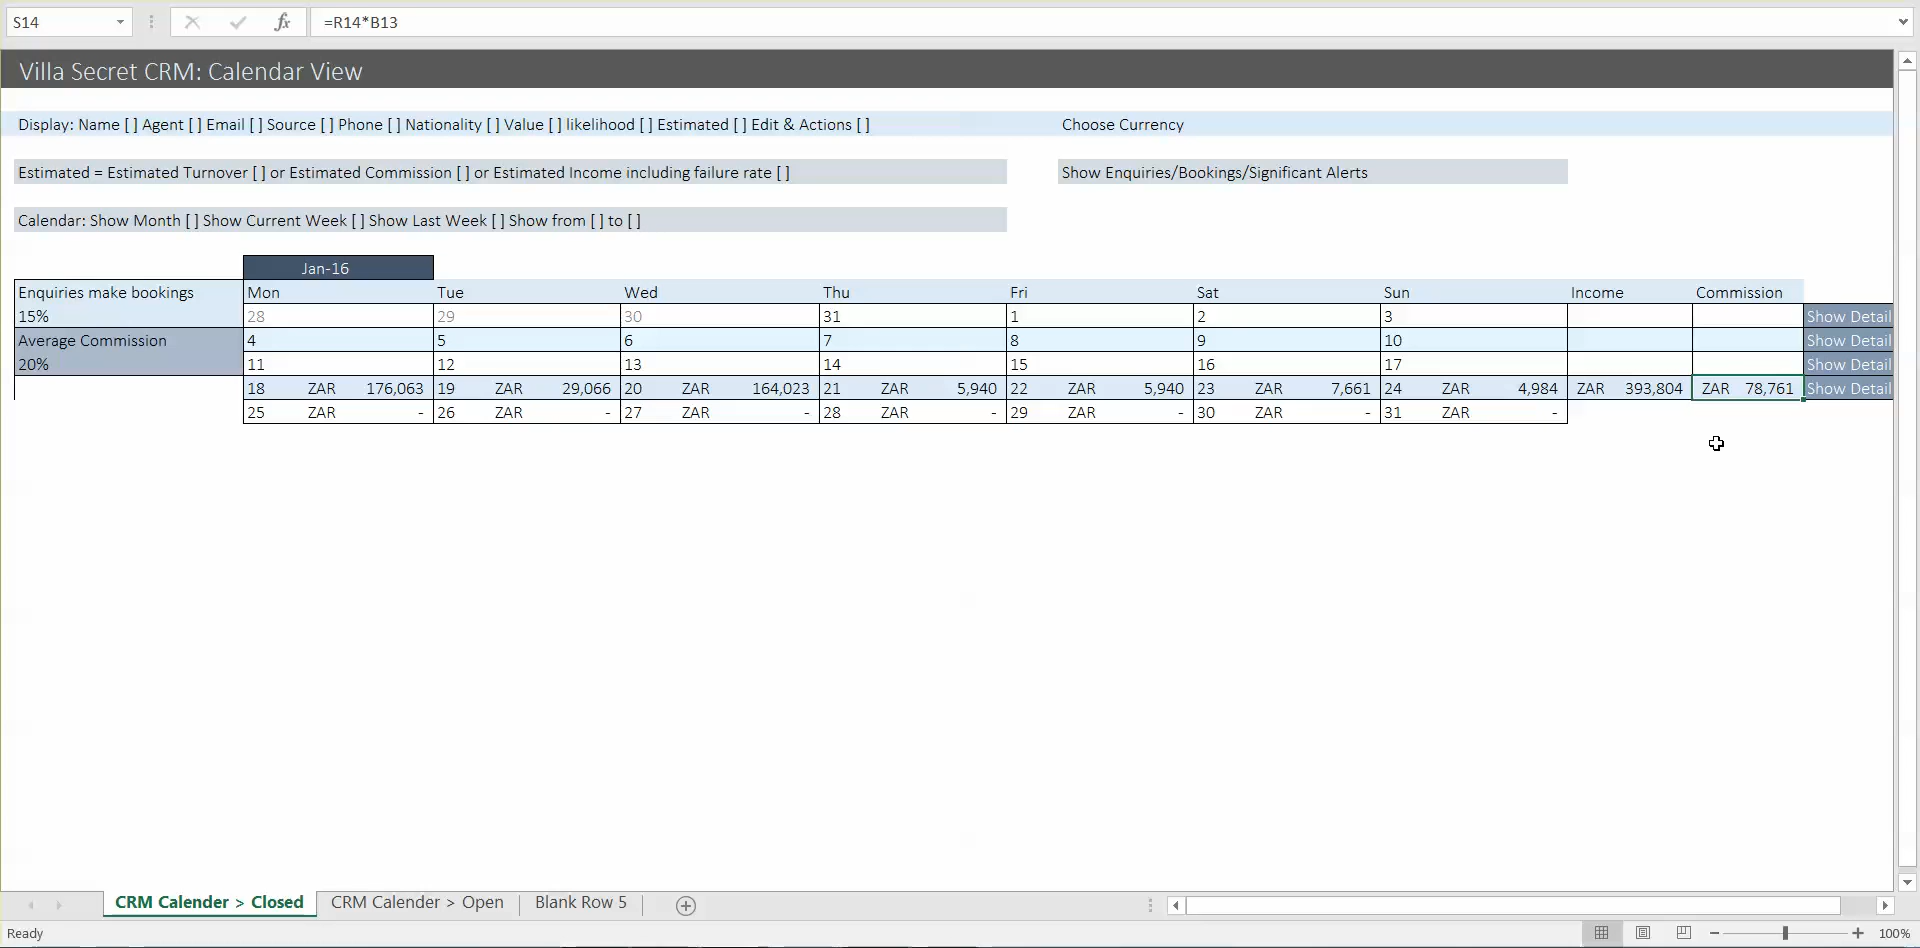 S14 fx =R14*B13
Villa Secret CRM: Calendar View
Display: Name [ ] Agent [ ] Email [ ] Source [ ] Phone [ ] Nationality [ ] Value [ ] likelihood [ ] Estimated [ ] Edit & Actions [ ] Choose Currency
Estimated = Estimated Turnover [ ] or Estimated Commission [ ] or Estimated Income including failure rate [ ] Show Enquiries/Bookings/Significant Alerts
Calendar: Show Month [ ] Show Current Week [ ] Show Last Week [ ] Show from [ ] to [ ]
Jan-16
Enquiries make bookings Mon Tue Wed Thu Fri Sat Sun Income Commission
15% 28 29 30 31 1 2 3 Show Detail
Average Commission 4 5 6 7 8 9 10 Show Detail
20% 11 12 13 14 15 16 17 Show Detail
18 ZAR 176,063 19 ZAR 29,066 20 ZAR 164,023 21 ZAR 5,940 22 ZAR 5,940 23 ZAR 7,661 24 ZAR 4,984 ZAR 393,804 ZAR 78,761 Show Detail
25 ZAR - 26 ZAR - 27 ZAR - 28 ZAR - 29 ZAR - 30 ZAR - 31 ZAR -
CRM Calender > Closed CRM Calender > Open Blank Row 5
Ready 100%